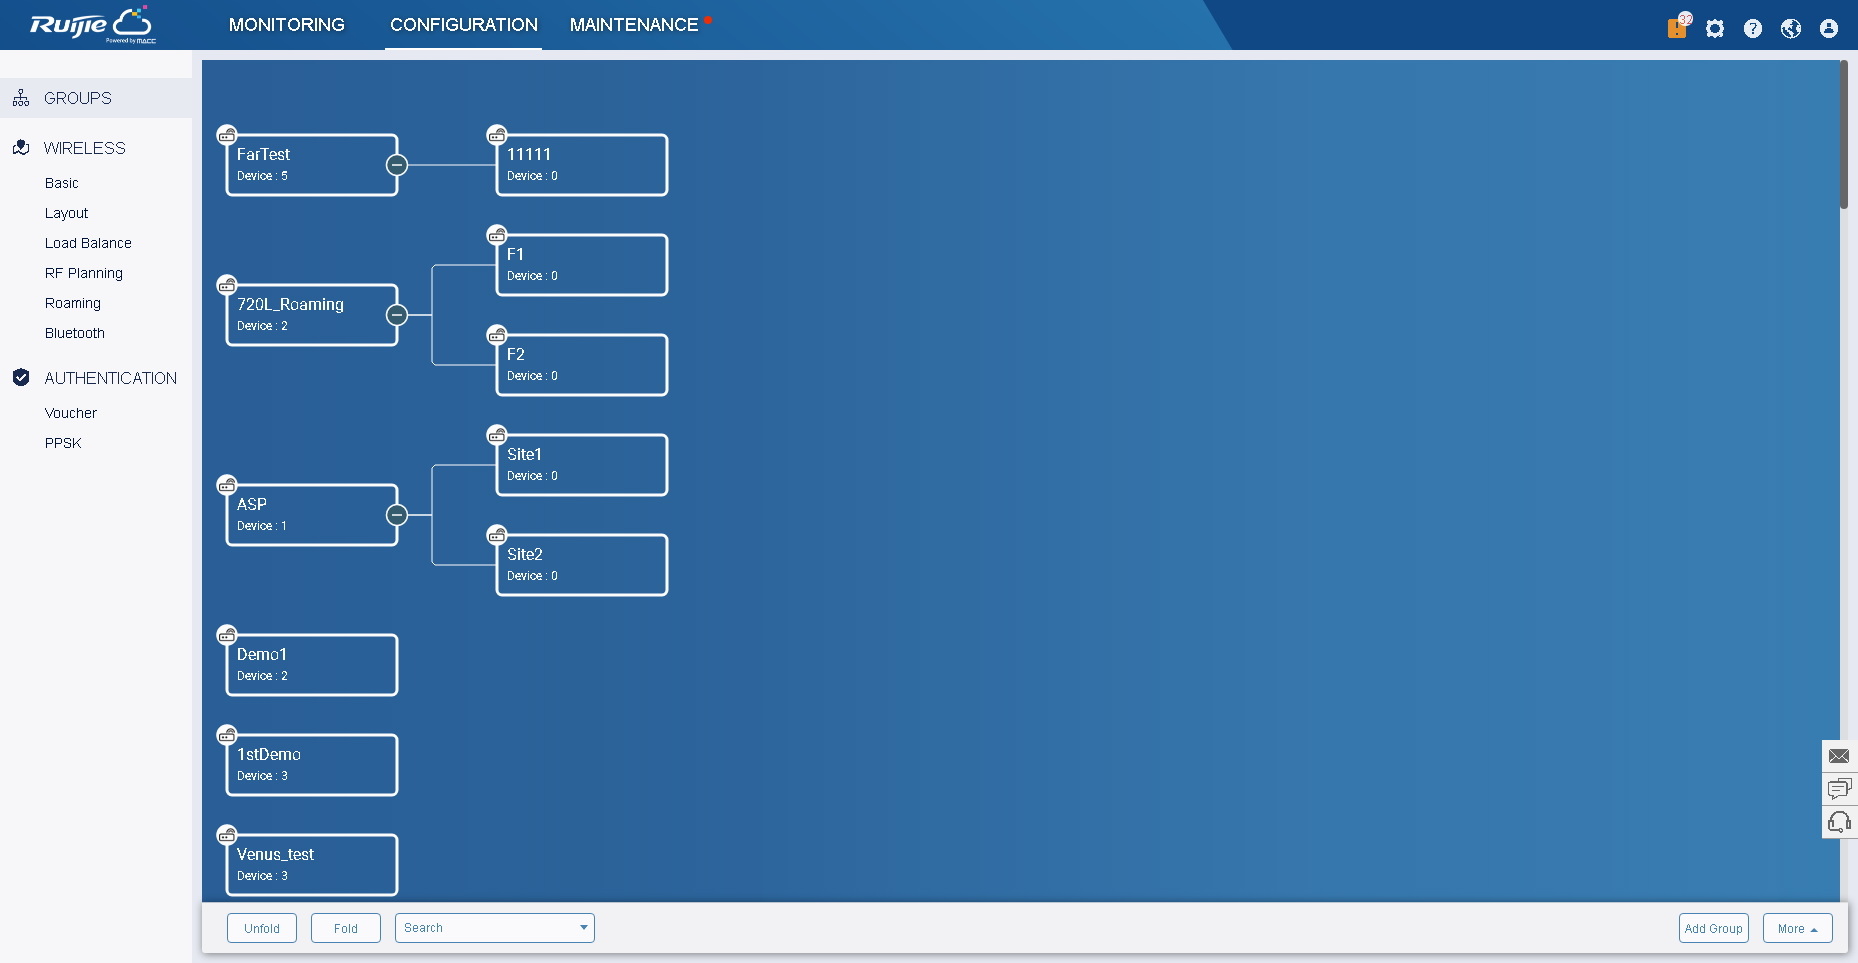 Ruijie
Powered by MACC
MONITORING
CONFIGURATION
MAINTENANCE
32
GROUPS
WIRELESS
Basic
Layout
Load Balance
RF Planning
Roaming
Bluetooth
AUTHENTICATION
Voucher
PPSK
FarTest
Device : 5
11111
Device : 0
F1
Device : 0
720L_Roaming
Device : 2
F2
Device : 0
Site1
Device : 0
ASP
Device : 1
Site2
Device : 0
Demo1
Device : 2
1stDemo
Device : 3
Venus_test
Device : 3
Unfold
Fold
Search
Add Group
More